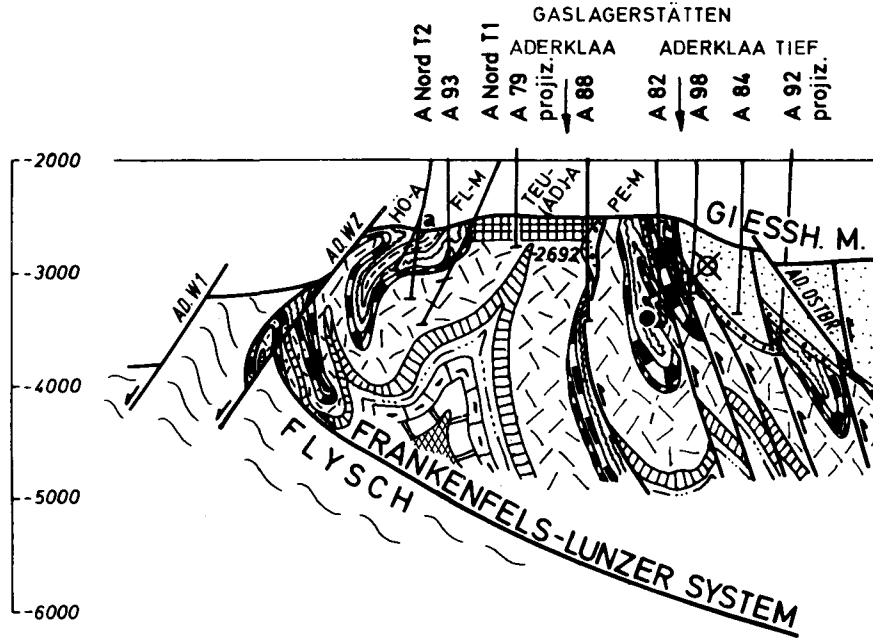 GASLAGERSTÄTTEN
ADERKLAA
ADERKLAA TIEF
A Nord T2
A 93
A Nord T1
A 79
projiz.
A 88
A 82
A 98
A 84
A 92
projiz.
-2000
-3000
-4000
-5000
-6000
AD.W1
AD.W2
HÖ-A
a
FL-M
TEU-
(AD)-A
PE-M
-2692
GIESSH. M.
AD.OSTBR.
FRANKENFELS-LUNZER SYSTEM
FLYSCH